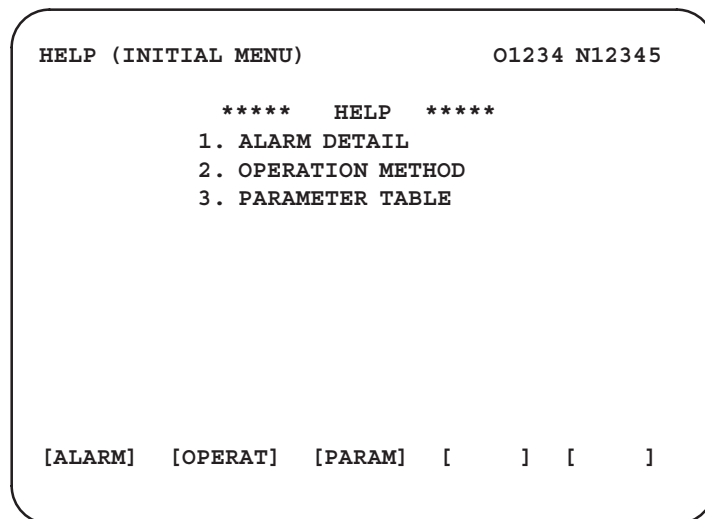 HELP (INITIAL MENU) O1234 N12345
***** HELP *****
1. ALARM DETAIL
2. OPERATION METHOD
3. PARAMETER TABLE
[ALARM] [OPERAT] [PARAM] [ ] [ ]